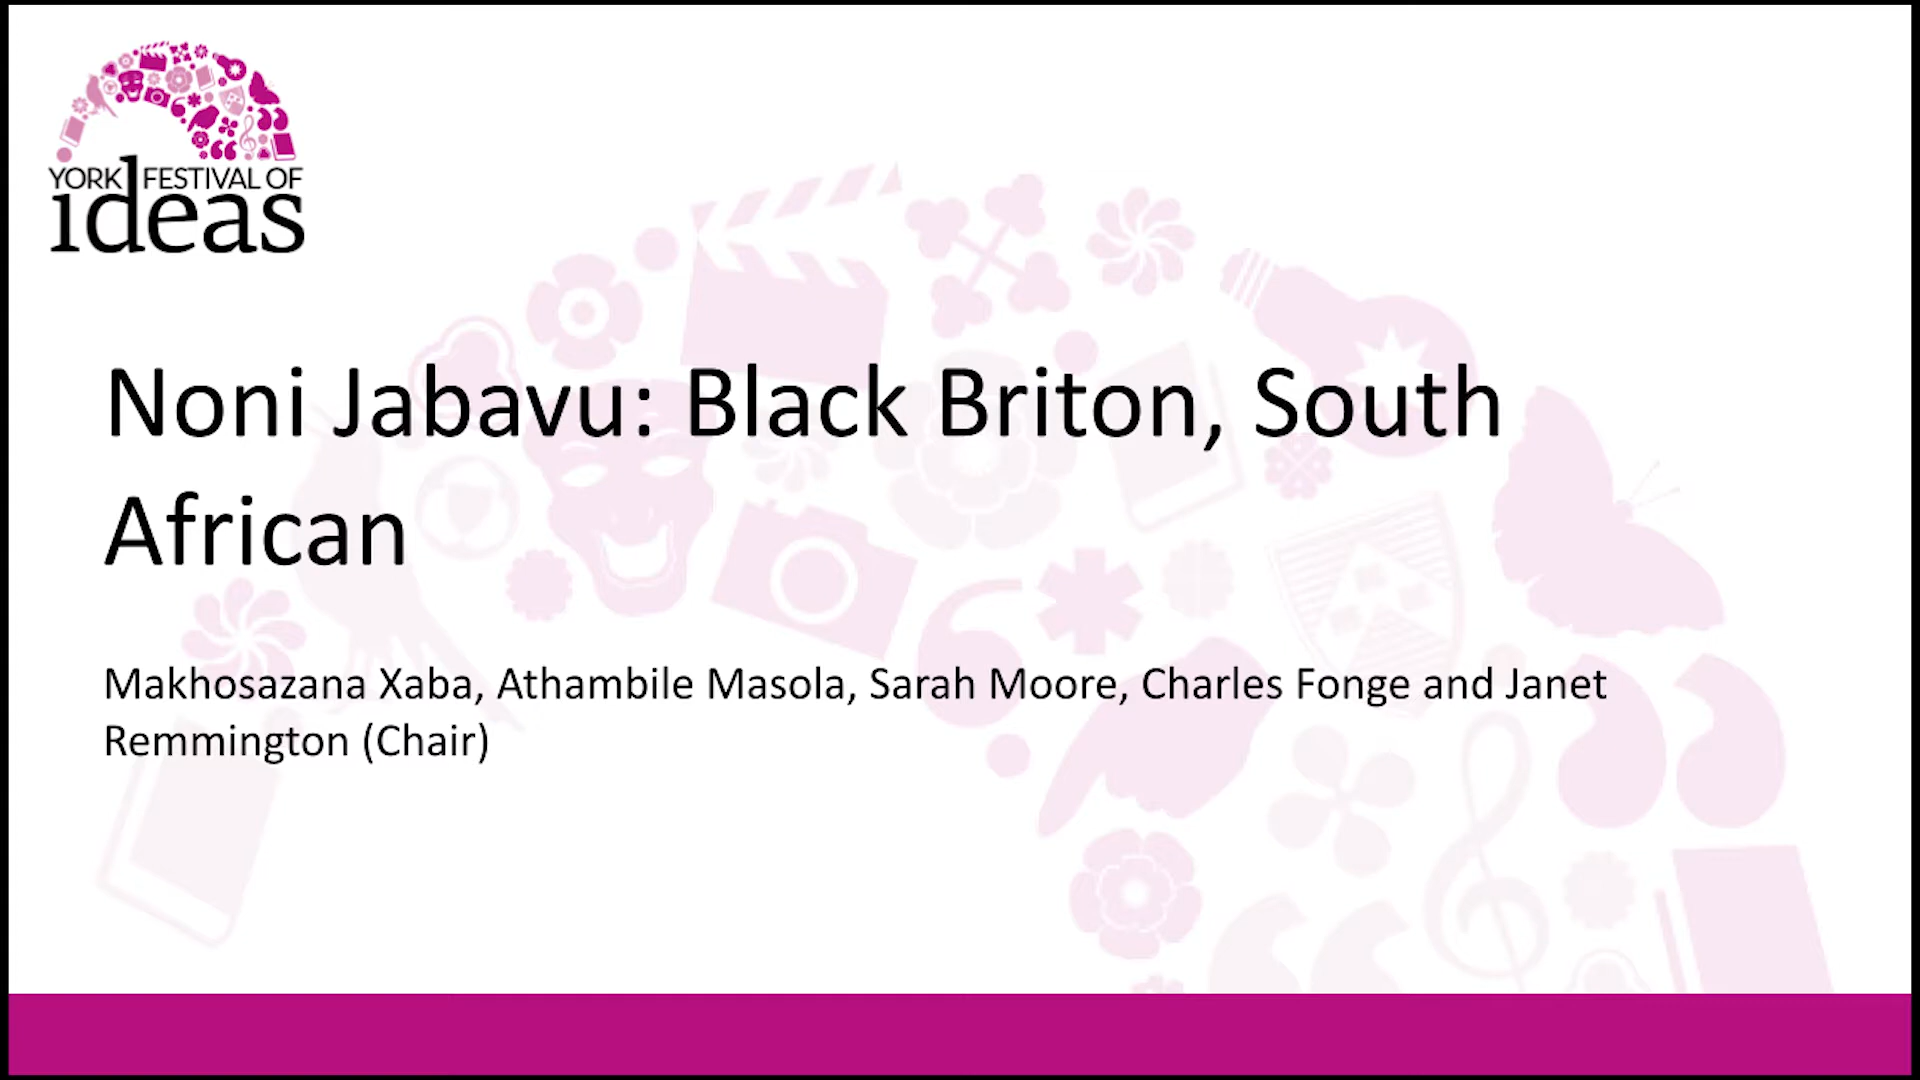 YORK FESTIVAL OF
ideas
Noni Jabavu: Black Briton, South
African
Makhosazana Xaba, Athambile Masola, Sarah Moore, Charles Fonge and Janet
Remmington (Chair)